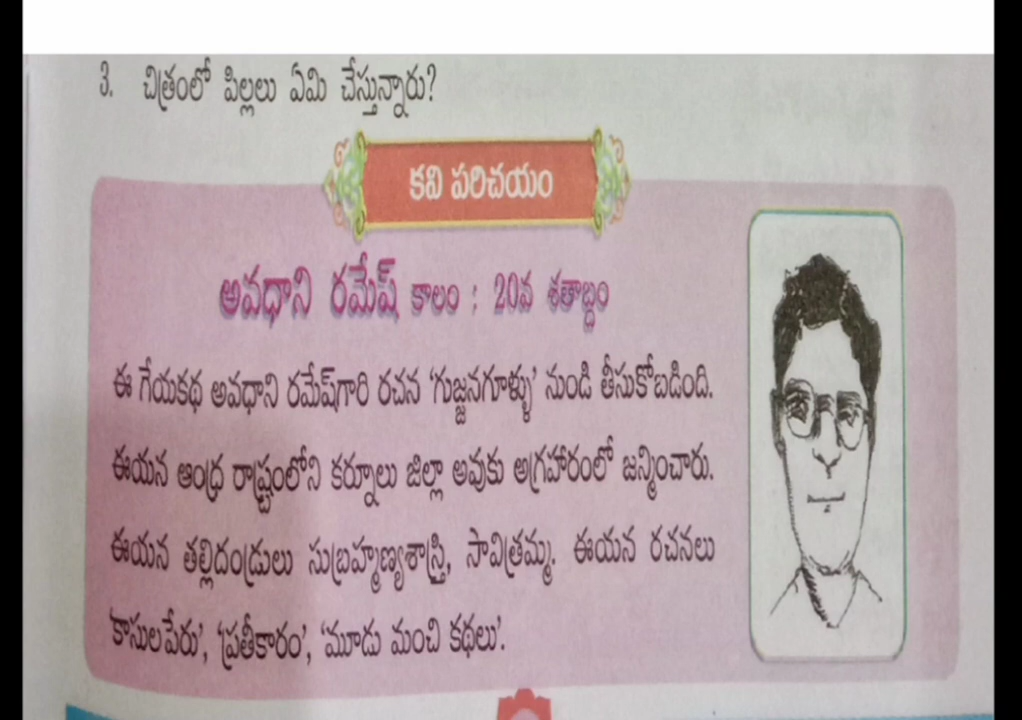 3. చిత్రంలో పిల్లలు ఏమి చేస్తున్నారు?
కవి పరిచయం
అవధాని రమేష్ కాలం : 20వ శతాబ్దం
ఈ గేయకథ అవధాని రమేష్‌గారి రచన ‘గుజ్జనగూళ్ళు’ నుండి తీసుకోబడింది.
ఈయన ఆంధ్ర రాష్ట్రంలోని కర్నూలు జిల్లా అవుకు అగ్రహారంలో జన్మించారు.
ఈయన తల్లిదండ్రులు సుబ్రహ్మణ్యశాస్త్రి, సావిత్రమ్మ. ఈయన రచనలు
‘కాసులపేరు’, ‘ప్రతీకారం’, ‘మూడు మంచి కథలు’.